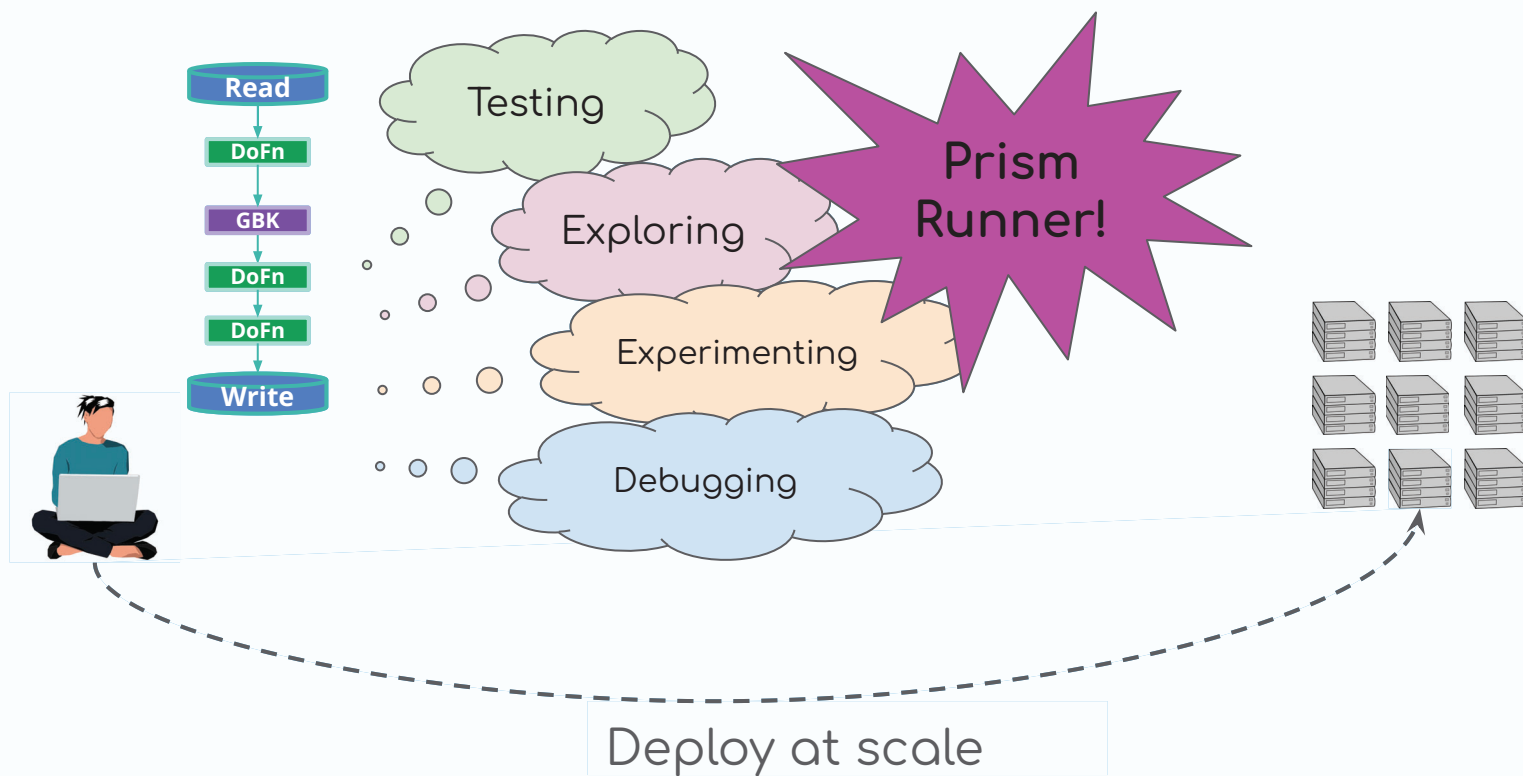 Read
DoFn
GBK
DoFn
DoFn
Write
Testing
Exploring
Experimenting
Debugging
Prism
Runner!
Deploy at scale